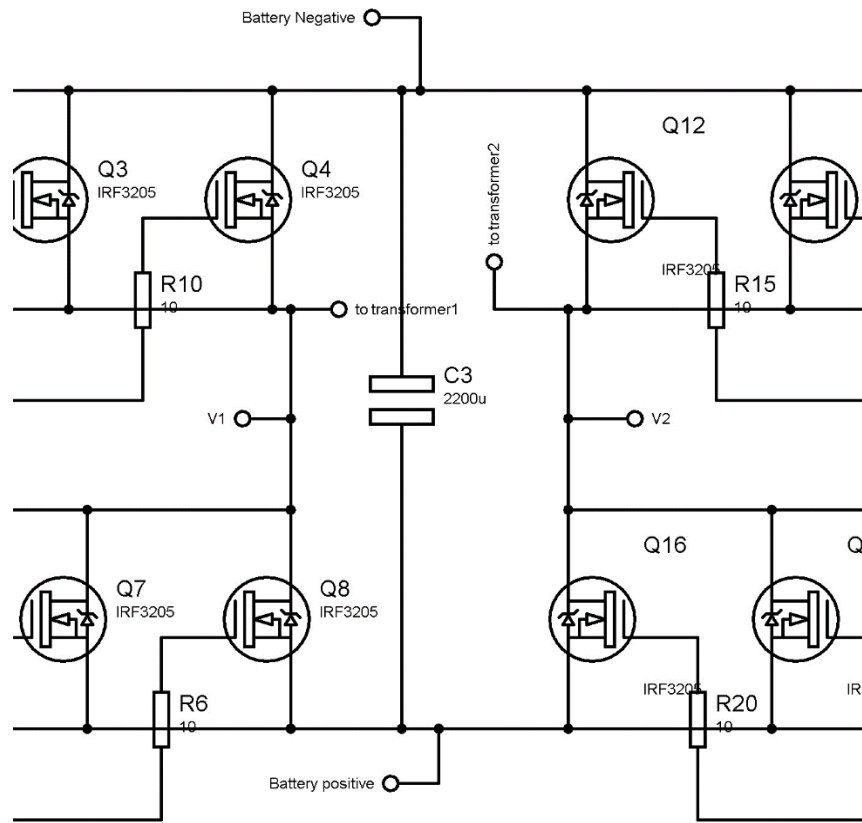 Battery Negative
Q12
Q3
IRF3205
Q4
IRF3205
to transformer2
IRF3205
R10
10
R15
10
to transformer1
C3
2200u
V1
V2
Q16
Q
Q7
IRF3205
Q8
IRF3205
IRF3205
IR
R6
10
R20
10
Battery positive